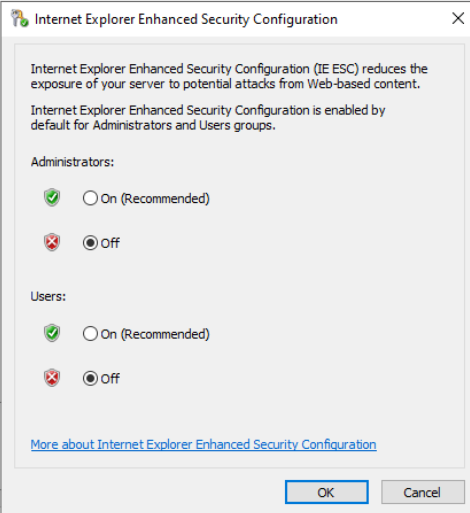 Internet Explorer Enhanced Security Configuration
Internet Explorer Enhanced Security Configuration (IE ESC) reduces the
exposure of your server to potential attacks from Web-based content.
Internet Explorer Enhanced Security Configuration is enabled by
default for Administrators and Users groups.
Administrators:
On (Recommended)
Off
Users:
On (Recommended)
Off
More about Internet Explorer Enhanced Security Configuration
OK Cancel